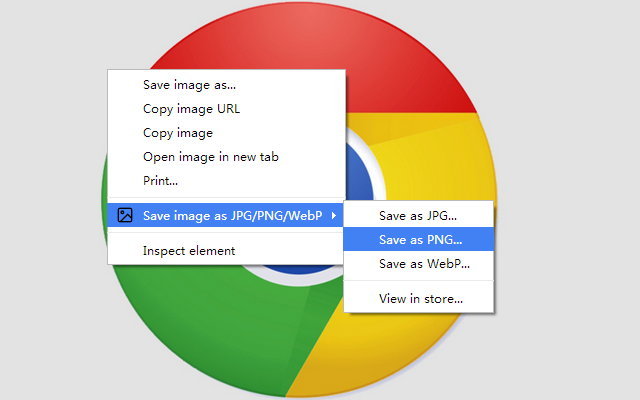 Save image as...
Copy image URL
Copy image
Open image in new tab
Print...
Save image as JPG/PNG/WebP
Inspect element
Save as JPG...
Save as PNG...
Save as WebP...
View in store...